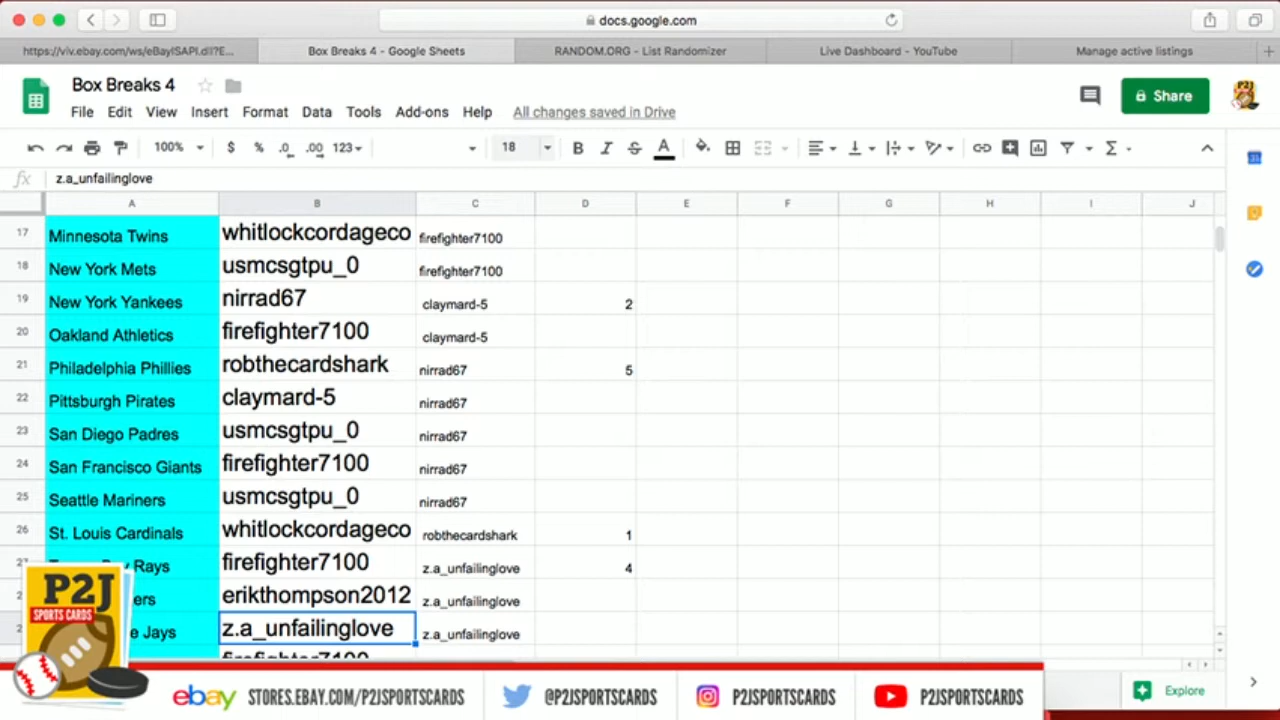 docs.google.com
https://viv.ebay.com/ws/eBayISAPI.dll?E...
Box Breaks 4 - Google Sheets
RANDOM.ORG - List Randomizer
Live Dashboard - YouTube
Manage active listings
Box Breaks 4
Share
File Edit View Insert Format Data Tools Add-ons Help All changes saved in Drive
100% $ % .0 .00 123 18 B I S A
fx z.a_unfailinglove
A B C D E F G H I J
17 Minnesota Twins whitlockcordageco firefighter7100
18 New York Mets usmcsgtpu_0 firefighter7100
19 New York Yankees nirrad67 claymard-5 2
20 Oakland Athletics firefighter7100 claymard-5
21 Philadelphia Phillies robthecardshark nirrad67 5
22 Pittsburgh Pirates claymard-5 nirrad67
23 San Diego Padres usmcsgtpu_0 nirrad67
24 San Francisco Giants firefighter7100 nirrad67
25 Seattle Mariners usmcsgtpu_0 nirrad67
26 St. Louis Cardinals whitlockcordageco robthecardshark 1
Rays firefighter7100 z.a_unfailinglove 4
ers erikthompson2012 z.a_unfailinglove
e Jays z.a_unfailinglove z.a_unfailinglove
firefighter7100
P2J
SPORTS CARDS
ebay STORES.EBAY.COM/P2JSPORTSCARDS
@P2JSPORTSCARDS
P2JSPORTSCARDS
P2JSPORTSCARDS
Explore